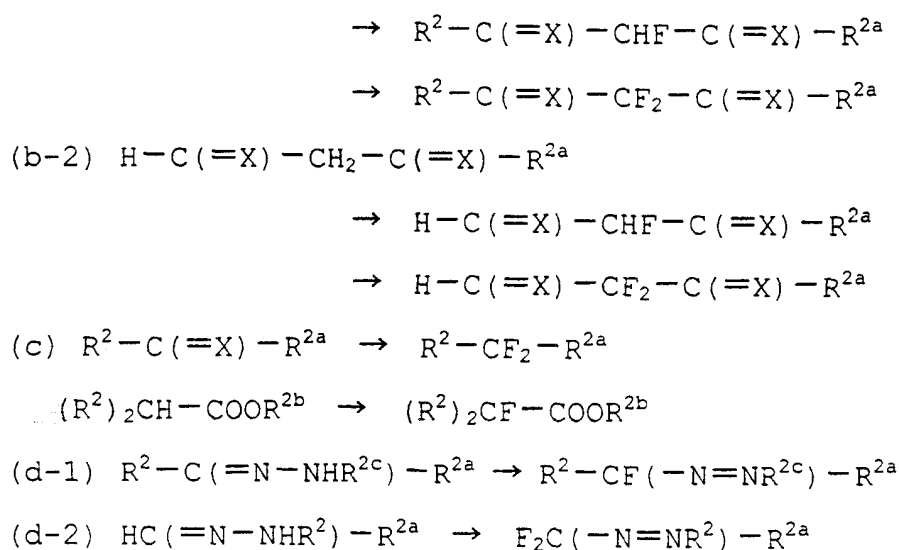 → R²－C(＝X)－CHF－C(＝X)－R²ᵃ
→ R²－C(＝X)－CF₂－C(＝X)－R²ᵃ
(b-2) H－C(＝X)－CH₂－C(＝X)－R²ᵃ
→ H－C(＝X)－CHF－C(＝X)－R²ᵃ
→ H－C(＝X)－CF₂－C(＝X)－R²ᵃ
(c) R²－C(＝X)－R²ᵃ → R²－CF₂－R²ᵃ
(R²)₂CH－COOR²ᵇ → (R²)₂CF－COOR²ᵇ
(d-1) R²－C(＝N－NHR²ᶜ)－R²ᵃ → R²－CF(－N＝NR²ᶜ)－R²ᵃ
(d-2) HC(＝N－NHR²)－R²ᵃ → F₂C(－N＝NR²)－R²ᵃ